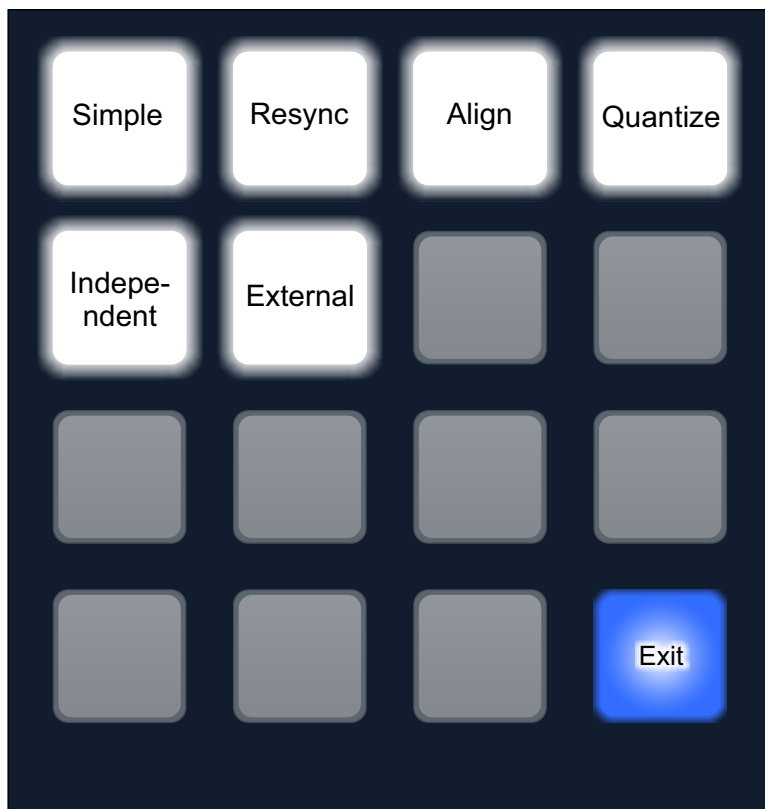 Simple
Resync
Align
Quantize
Indepe-
ndent
External
Exit